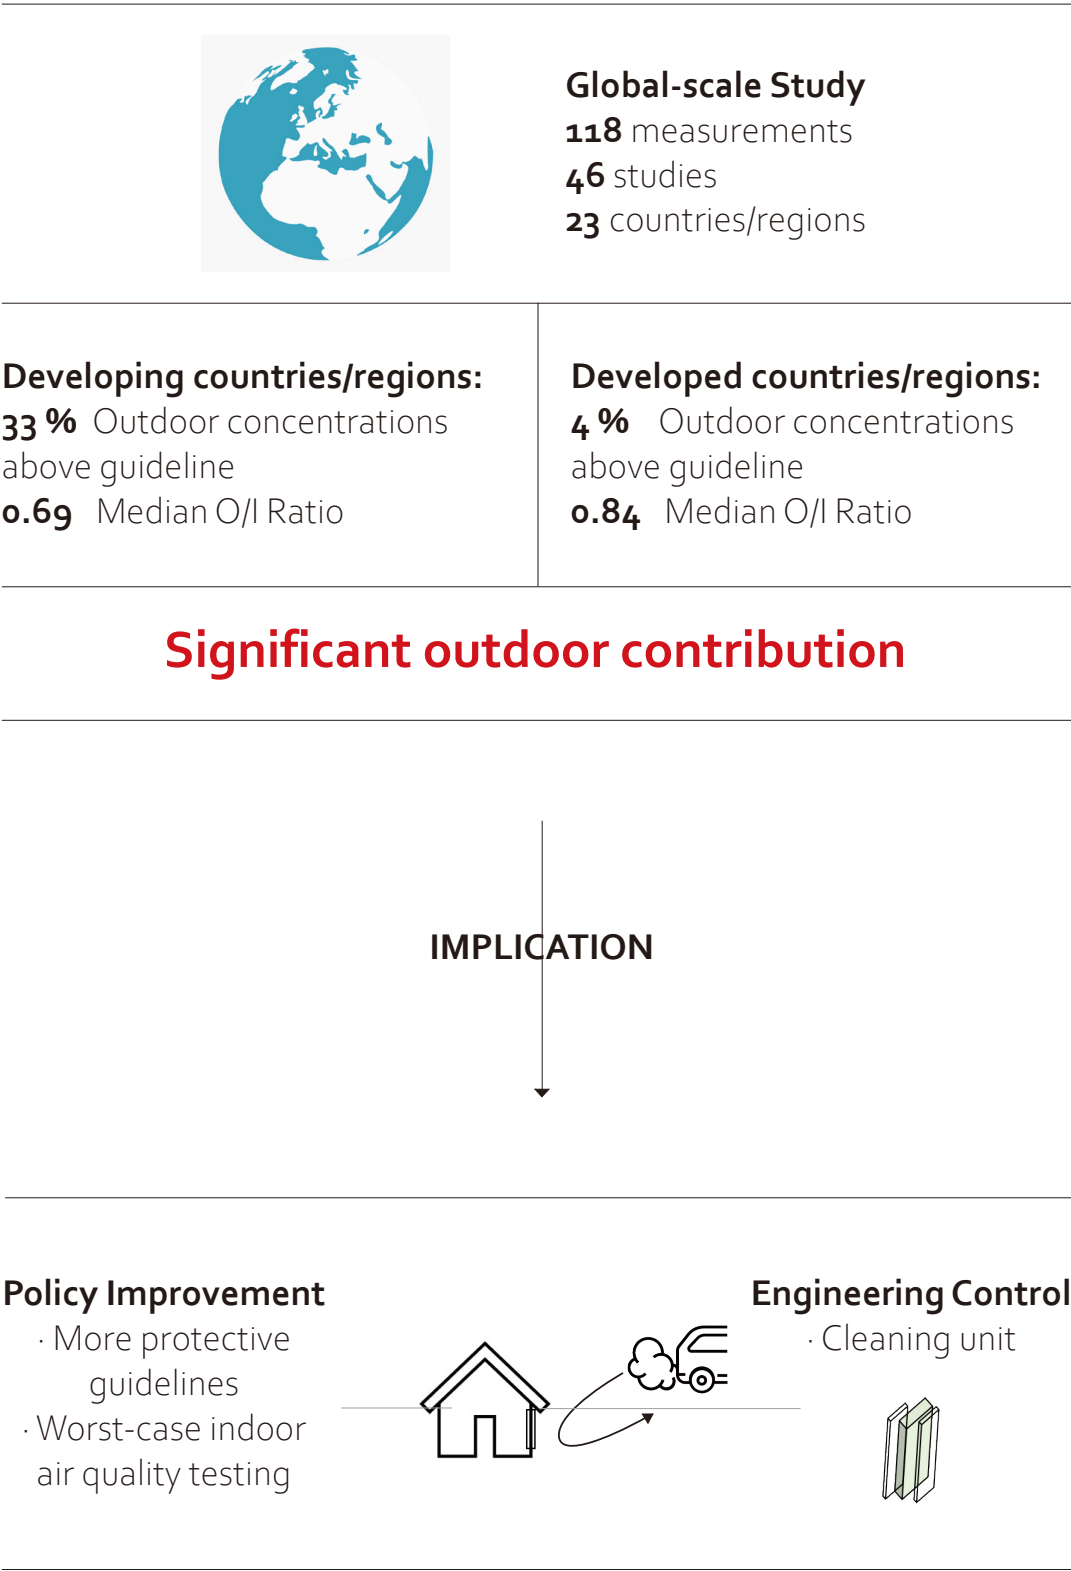 Global-scale Study
118 measurements
46 studies
23 countries/regions
Developing countries/regions:
33 % Outdoor concentrations
above guideline
0.69 Median O/I Ratio
Developed countries/regions:
4 % Outdoor concentrations
above guideline
0.84 Median O/I Ratio
Significant outdoor contribution
IMPLICATION
Policy Improvement
· More protective
guidelines
· Worst-case indoor
air quality testing
Engineering Control
· Cleaning unit